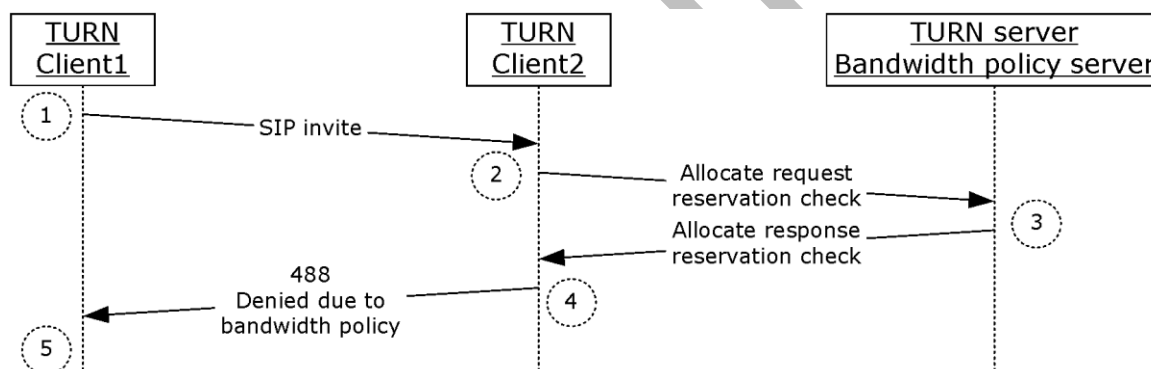 TURN
Client1
TURN
Client2
TURN server
Bandwidth policy server
1
SIP invite
2
Allocate request
reservation check
3
Allocate response
reservation check
488
Denied due to
bandwidth policy
4
5